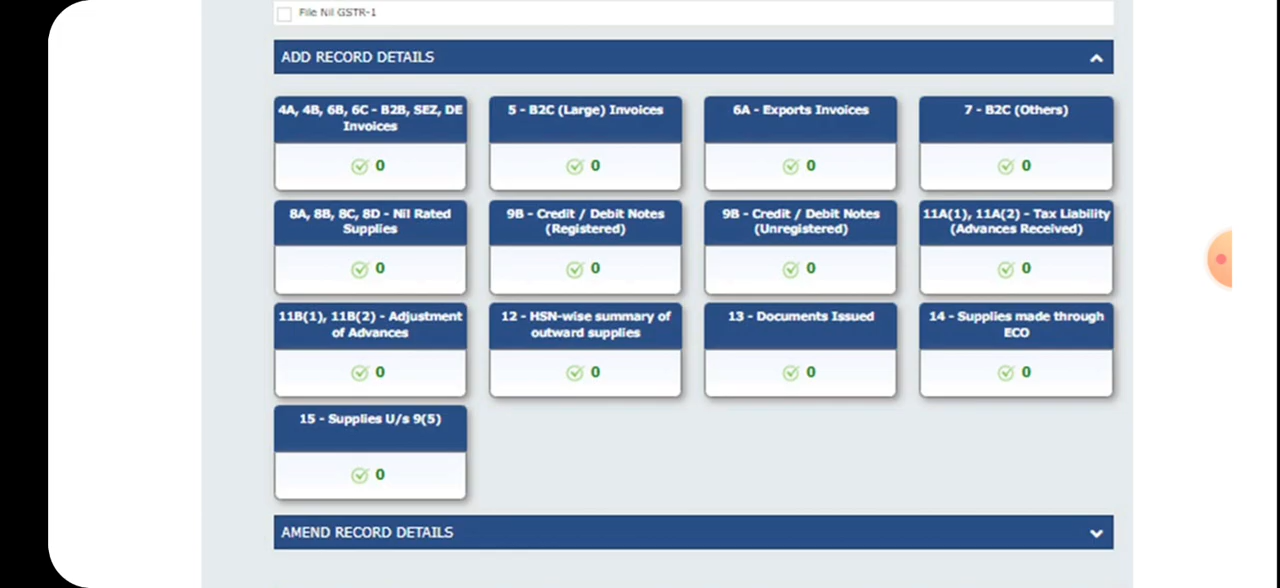 File Nil GSTR-1
ADD RECORD DETAILS
4A, 4B, 6B, 6C - B2B, SEZ, DE
Invoices
0
5 - B2C (Large) Invoices
0
6A - Exports Invoices
0
7 - B2C (Others)
0
8A, 8B, 8C, 8D - Nil Rated
Supplies
0
9B - Credit / Debit Notes
(Registered)
0
9B - Credit / Debit Notes
(Unregistered)
0
11A(1), 11A(2) - Tax Liability
(Advances Received)
0
11B(1), 11B(2) - Adjustment
of Advances
0
12 - HSN-wise summary of
outward supplies
0
13 - Documents Issued
0
14 - Supplies made through
ECO
0
15 - Supplies U/s 9(5)
0
AMEND RECORD DETAILS